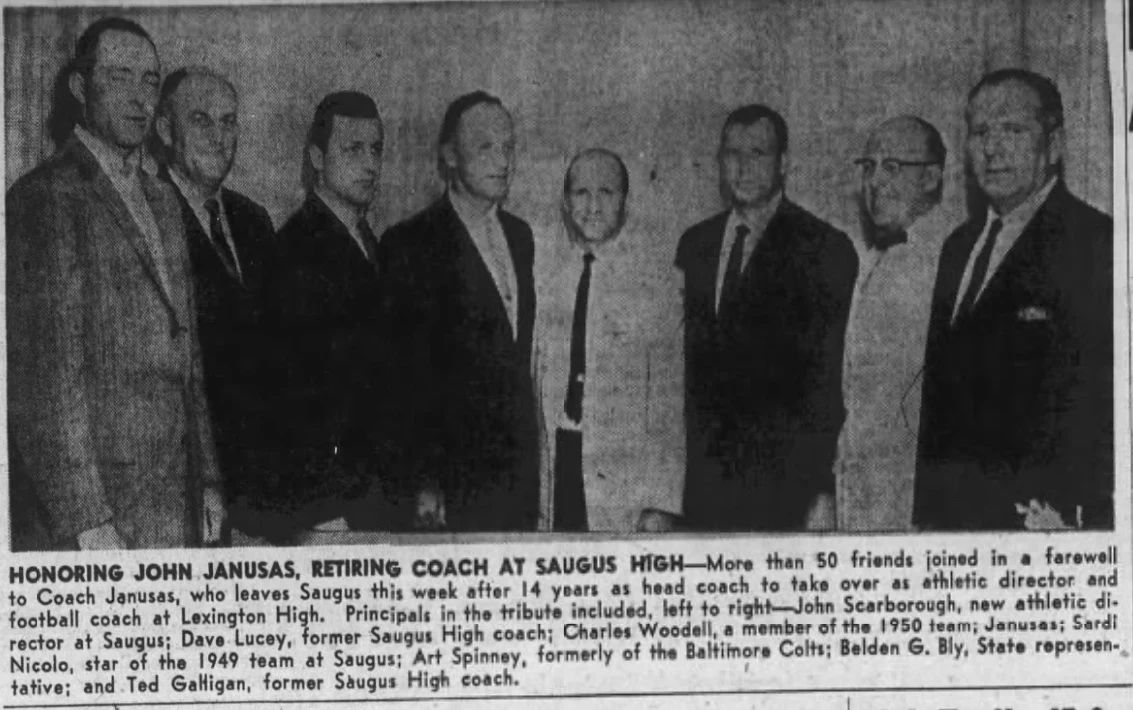 HONORING JOHN JANUSAS, RETIRING COACH AT SAUGUS HIGH—More than 50 friends joined in a farewell
to Coach Janusas, who leaves Saugus this week after 14 years as head coach to take over as athletic director and
football coach at Lexington High. Principals in the tribute included, left to right—John Scarborough, new athletic di-
rector at Saugus; Dave Lucey, former Saugus High coach; Charles Woodell, a member of the 1950 team; Janusas; Sardi
Nicolo, star of the 1949 team at Saugus; Art Spinney, formerly of the Baltimore Colts; Belden G. Bly, State represen-
tative; and Ted Galligan, former Saugus High coach.